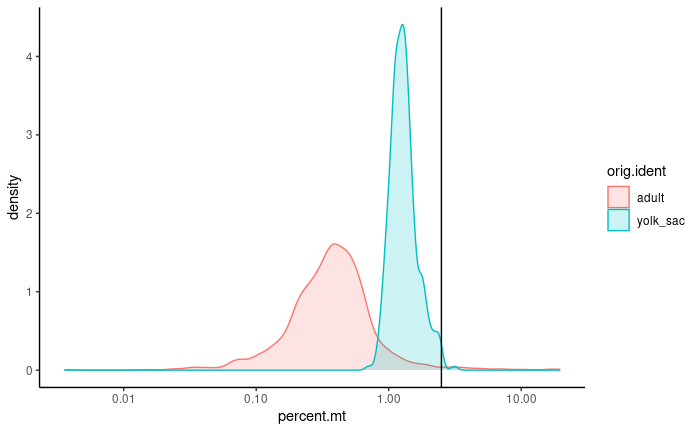 density
4
3
2
1
0
0.01 0.10 1.00 10.00
percent.mt
orig.ident
adult
yolk_sac